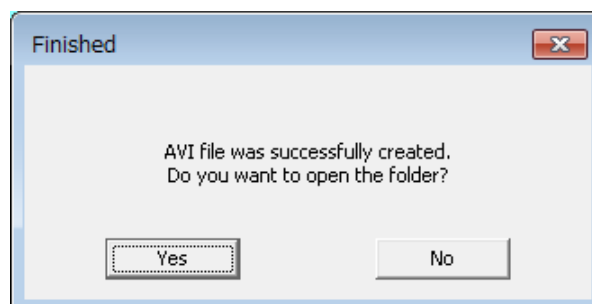 Finished
AVI file was successfully created.
Do you want to open the folder?
Yes
No